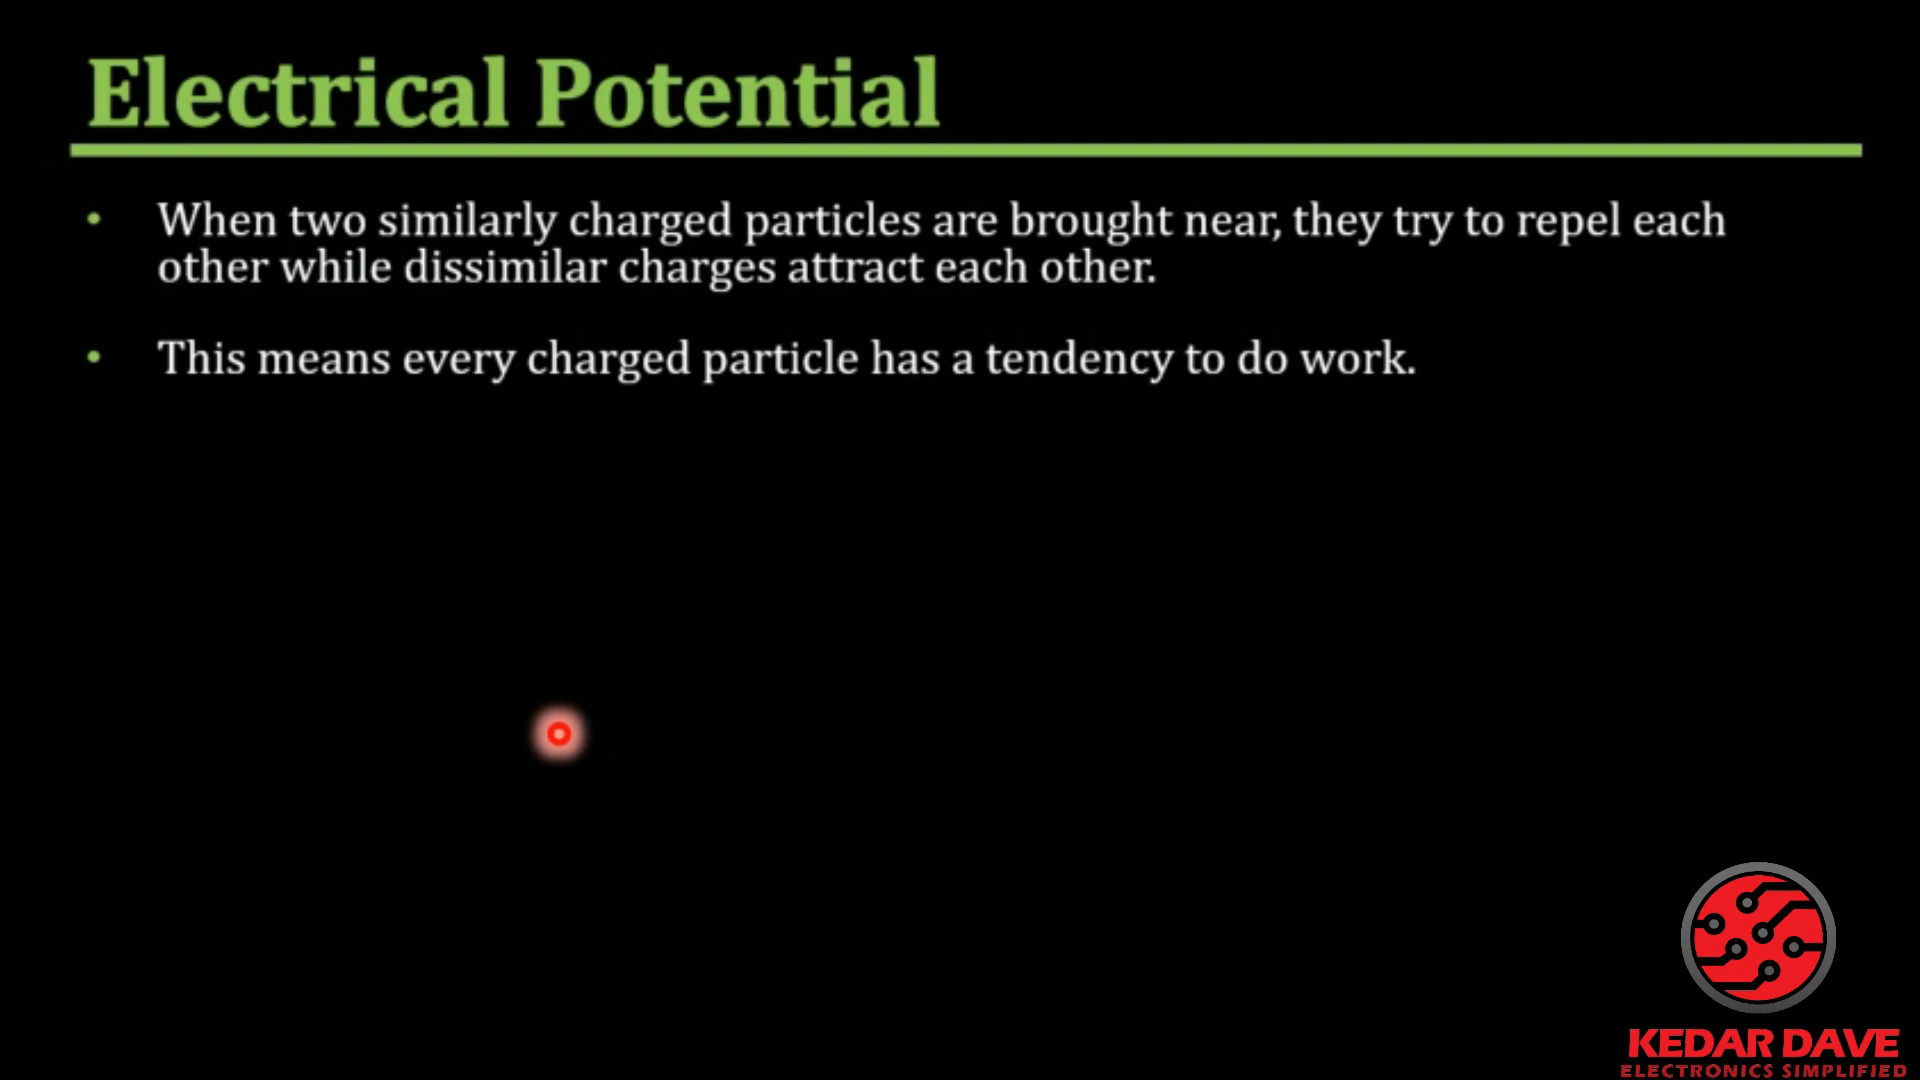 Electrical Potential
• When two similarly charged particles are brought near, they try to repel each
other while dissimilar charges attract each other.
• This means every charged particle has a tendency to do work.
KEDAR DAVE
ELECTRONICS SIMPLIFIED